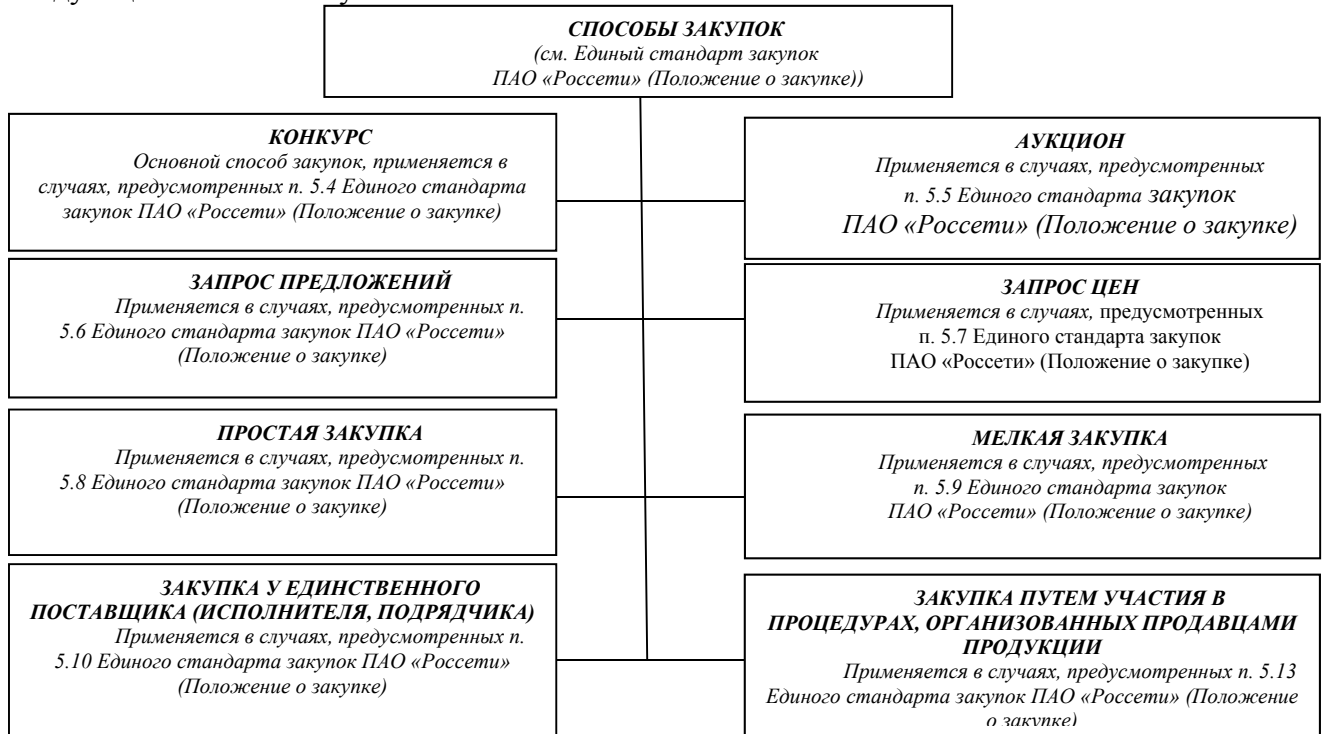 СПОСОБЫ ЗАКУПОК
(см. Единый стандарт закупок
ПАО «Россети» (Положение о закупке))
КОНКУРС
Основной способ закупок, применяется в
случаях, предусмотренных п. 5.4 Единого стандарта
закупок ПАО «Россети» (Положение о закупке)
АУКЦИОН
Применяется в случаях, предусмотренных
п. 5.5 Единого стандарта закупок
ПАО «Россети» (Положение о закупке)
ЗАПРОС ПРЕДЛОЖЕНИЙ
Применяется в случаях, предусмотренных п.
5.6 Единого стандарта закупок ПАО «Россети»
(Положение о закупке)
ЗАПРОС ЦЕН
Применяется в случаях, предусмотренных
п. 5.7 Единого стандарта закупок
ПАО «Россети» (Положение о закупке)
ПРОСТАЯ ЗАКУПКА
Применяется в случаях, предусмотренных п.
5.8 Единого стандарта закупок ПАО «Россети»
(Положение о закупке)
МЕЛКАЯ ЗАКУПКА
Применяется в случаях, предусмотренных
п. 5.9 Единого стандарта закупок
ПАО «Россети» (Положение о закупке)
ЗАКУПКА У ЕДИНСТВЕННОГО
ПОСТАВЩИКА (ИСПОЛНИТЕЛЯ, ПОДРЯДЧИКА)
Применяется в случаях, предусмотренных п.
5.10 Единого стандарта закупок ПАО «Россети»
(Положение о закупке)
ЗАКУПКА ПУТЕМ УЧАСТИЯ В
ПРОЦЕДУРАХ, ОРГАНИЗОВАННЫХ ПРОДАВЦАМИ
ПРОДУКЦИИ
Применяется в случаях, предусмотренных п. 5.13
Единого стандарта закупок ПАО «Россети» (Положение
о закупке)